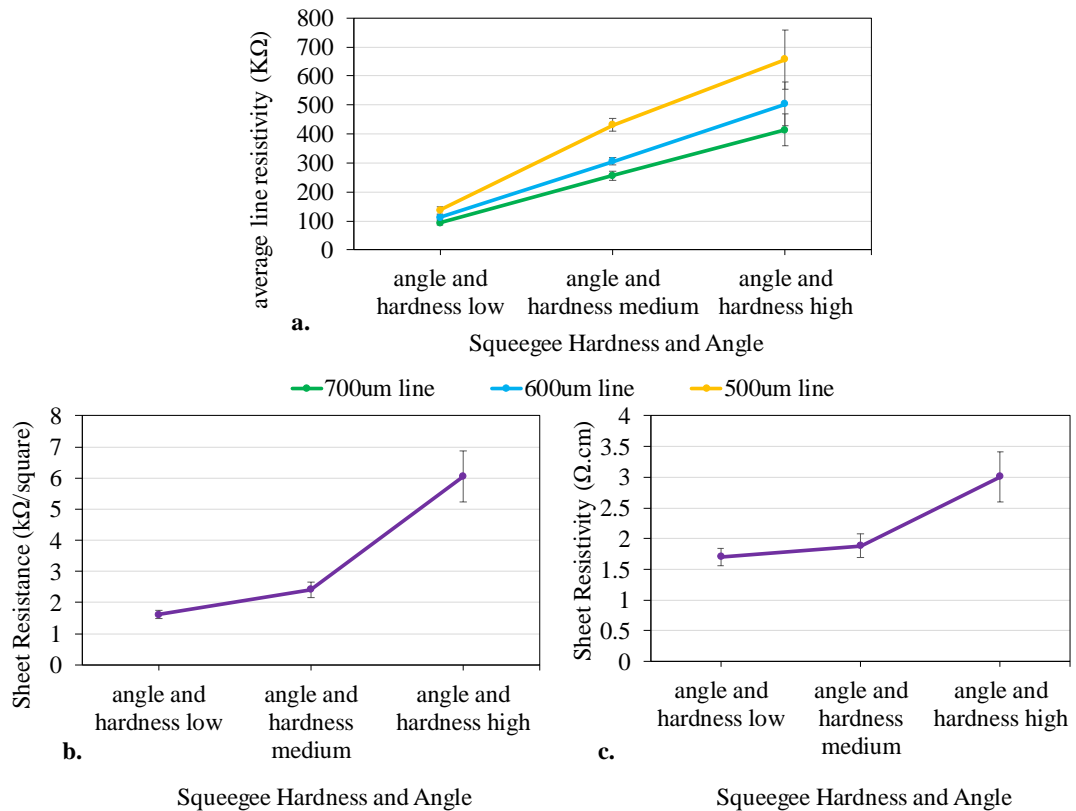 800
700
600
500
400
300
200
100
0
average line resistivity (KΩ)
angle and hardness low
angle and hardness medium
angle and hardness high
a.
Squeegee Hardness and Angle
700um line 600um line 500um line
8
7
6
5
4
3
2
1
0
Sheet Resistance (kΩ/square)
angle and hardness low
angle and hardness medium
angle and hardness high
b.
Squeegee Hardness and Angle
4
3.5
3
2.5
2
1.5
1
0.5
0
Sheet Resistivity (Ω.cm)
angle and hardness low
angle and hardness medium
angle and hardness high
c.
Squeegee Hardness and Angle